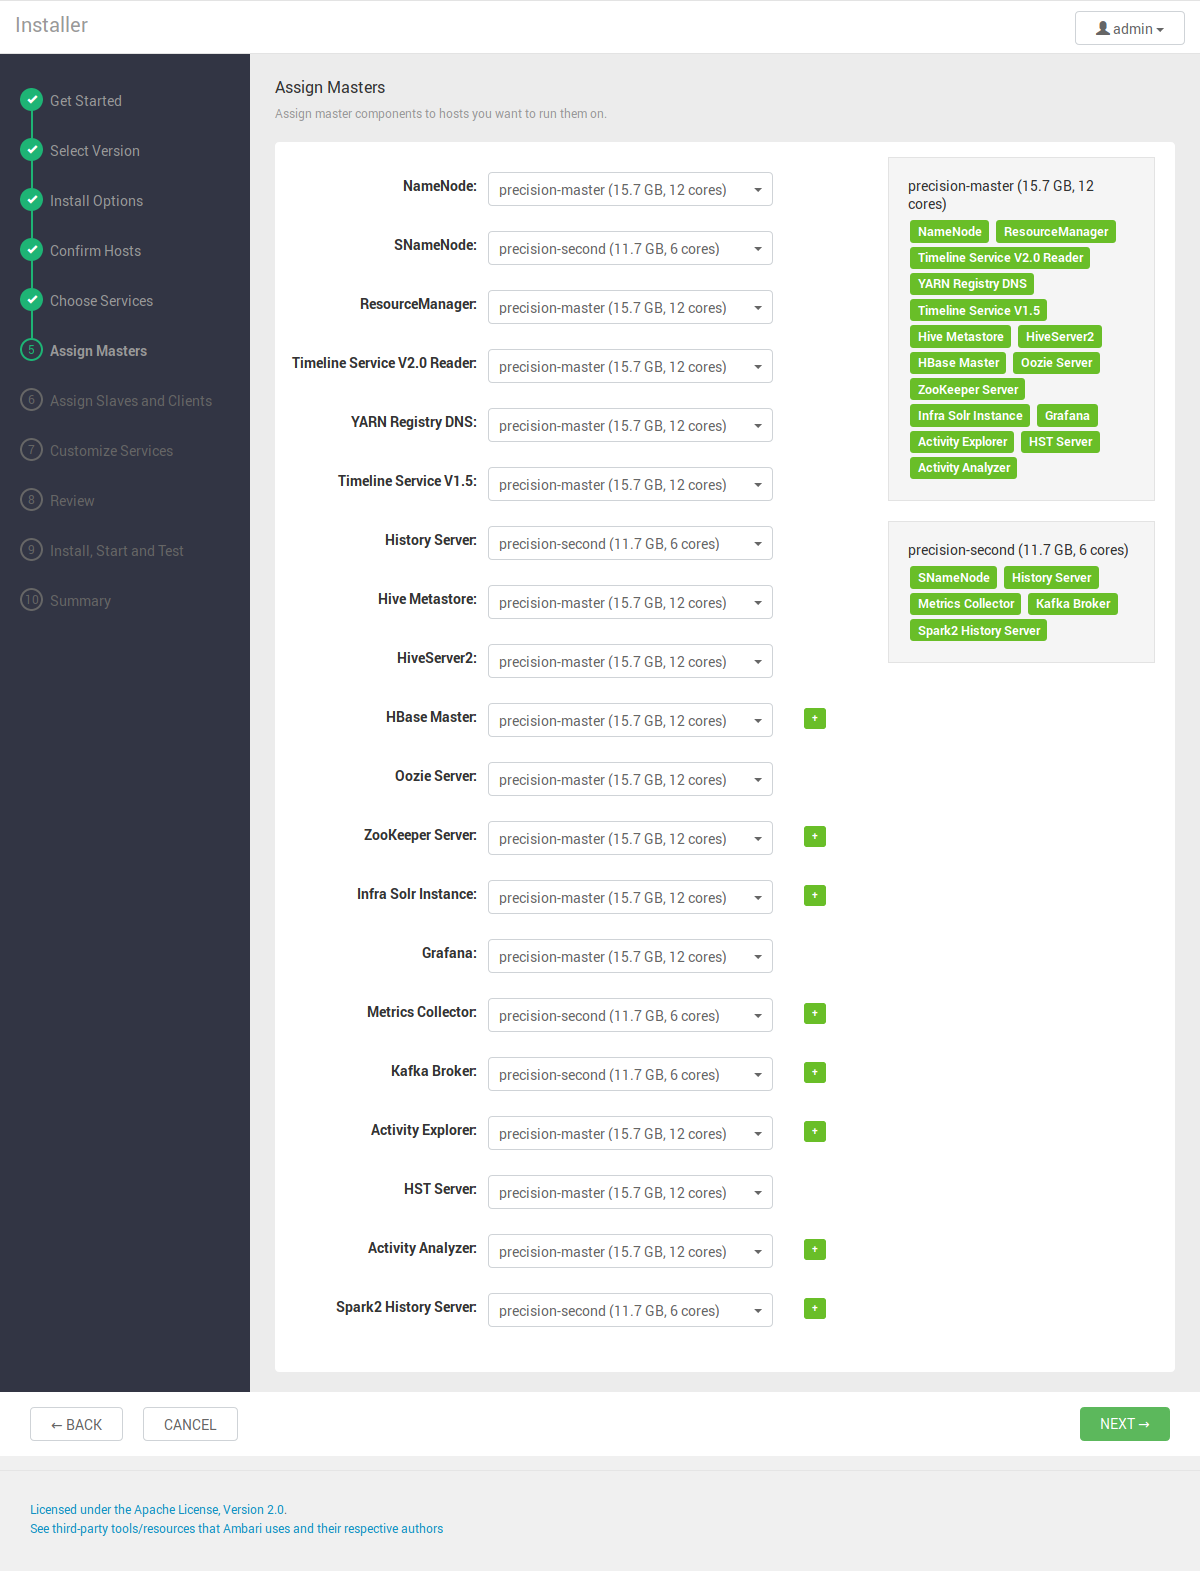 Installer
admin
Get Started
Select Version
Install Options
Confirm Hosts
Choose Services
5 Assign Masters
6 Assign Slaves and Clients
7 Customize Services
8 Review
9 Install, Start and Test
10 Summary
Assign Masters
Assign master components to hosts you want to run them on.
NameNode: precision-master (15.7 GB, 12 cores)
SNameNode: precision-second (11.7 GB, 6 cores)
ResourceManager: precision-master (15.7 GB, 12 cores)
Timeline Service V2.0 Reader: precision-master (15.7 GB, 12 cores)
YARN Registry DNS: precision-master (15.7 GB, 12 cores)
Timeline Service V1.5: precision-master (15.7 GB, 12 cores)
History Server: precision-second (11.7 GB, 6 cores)
Hive Metastore: precision-master (15.7 GB, 12 cores)
HiveServer2: precision-master (15.7 GB, 12 cores)
HBase Master: precision-master (15.7 GB, 12 cores) +
Oozie Server: precision-master (15.7 GB, 12 cores)
ZooKeeper Server: precision-master (15.7 GB, 12 cores) +
Infra Solr Instance: precision-master (15.7 GB, 12 cores) +
Grafana: precision-master (15.7 GB, 12 cores)
Metrics Collector: precision-second (11.7 GB, 6 cores) +
Kafka Broker: precision-second (11.7 GB, 6 cores) +
Activity Explorer: precision-master (15.7 GB, 12 cores) +
HST Server: precision-master (15.7 GB, 12 cores)
Activity Analyzer: precision-master (15.7 GB, 12 cores) +
Spark2 History Server: precision-second (11.7 GB, 6 cores) +
precision-master (15.7 GB, 12
cores)
NameNode ResourceManager
Timeline Service V2.0 Reader
YARN Registry DNS
Timeline Service V1.5
Hive Metastore HiveServer2
HBase Master Oozie Server
ZooKeeper Server
Infra Solr Instance Grafana
Activity Explorer HST Server
Activity Analyzer
precision-second (11.7 GB, 6 cores)
SNameNode History Server
Metrics Collector Kafka Broker
Spark2 History Server
← BACK CANCEL NEXT →
Licensed under the Apache License, Version 2.0.
See third-party tools/resources that Ambari uses and their respective authors